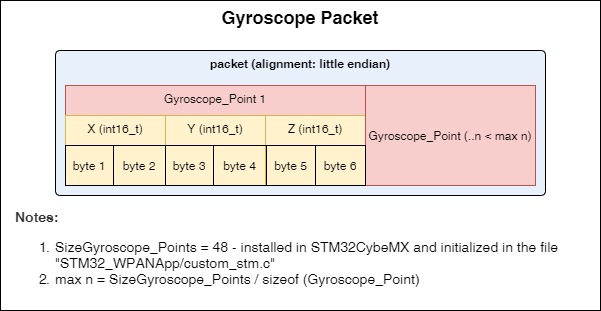 Gyroscope Packet
packet (alignment: little endian)
Gyroscope_Point 1
X (int16_t) Y (int16_t) Z (int16_t)
Gyroscope_Point (..n < max n)
byte 1 byte 2 byte 3 byte 4 byte 5 byte 6
Notes:
1. SizeGyroscope_Points = 48 - installed in STM32CybeMX and initialized in the file
"STM32_WPANApp/custom_stm.c"
2. max n = SizeGyroscope_Points / sizeof (Gyroscope_Point)